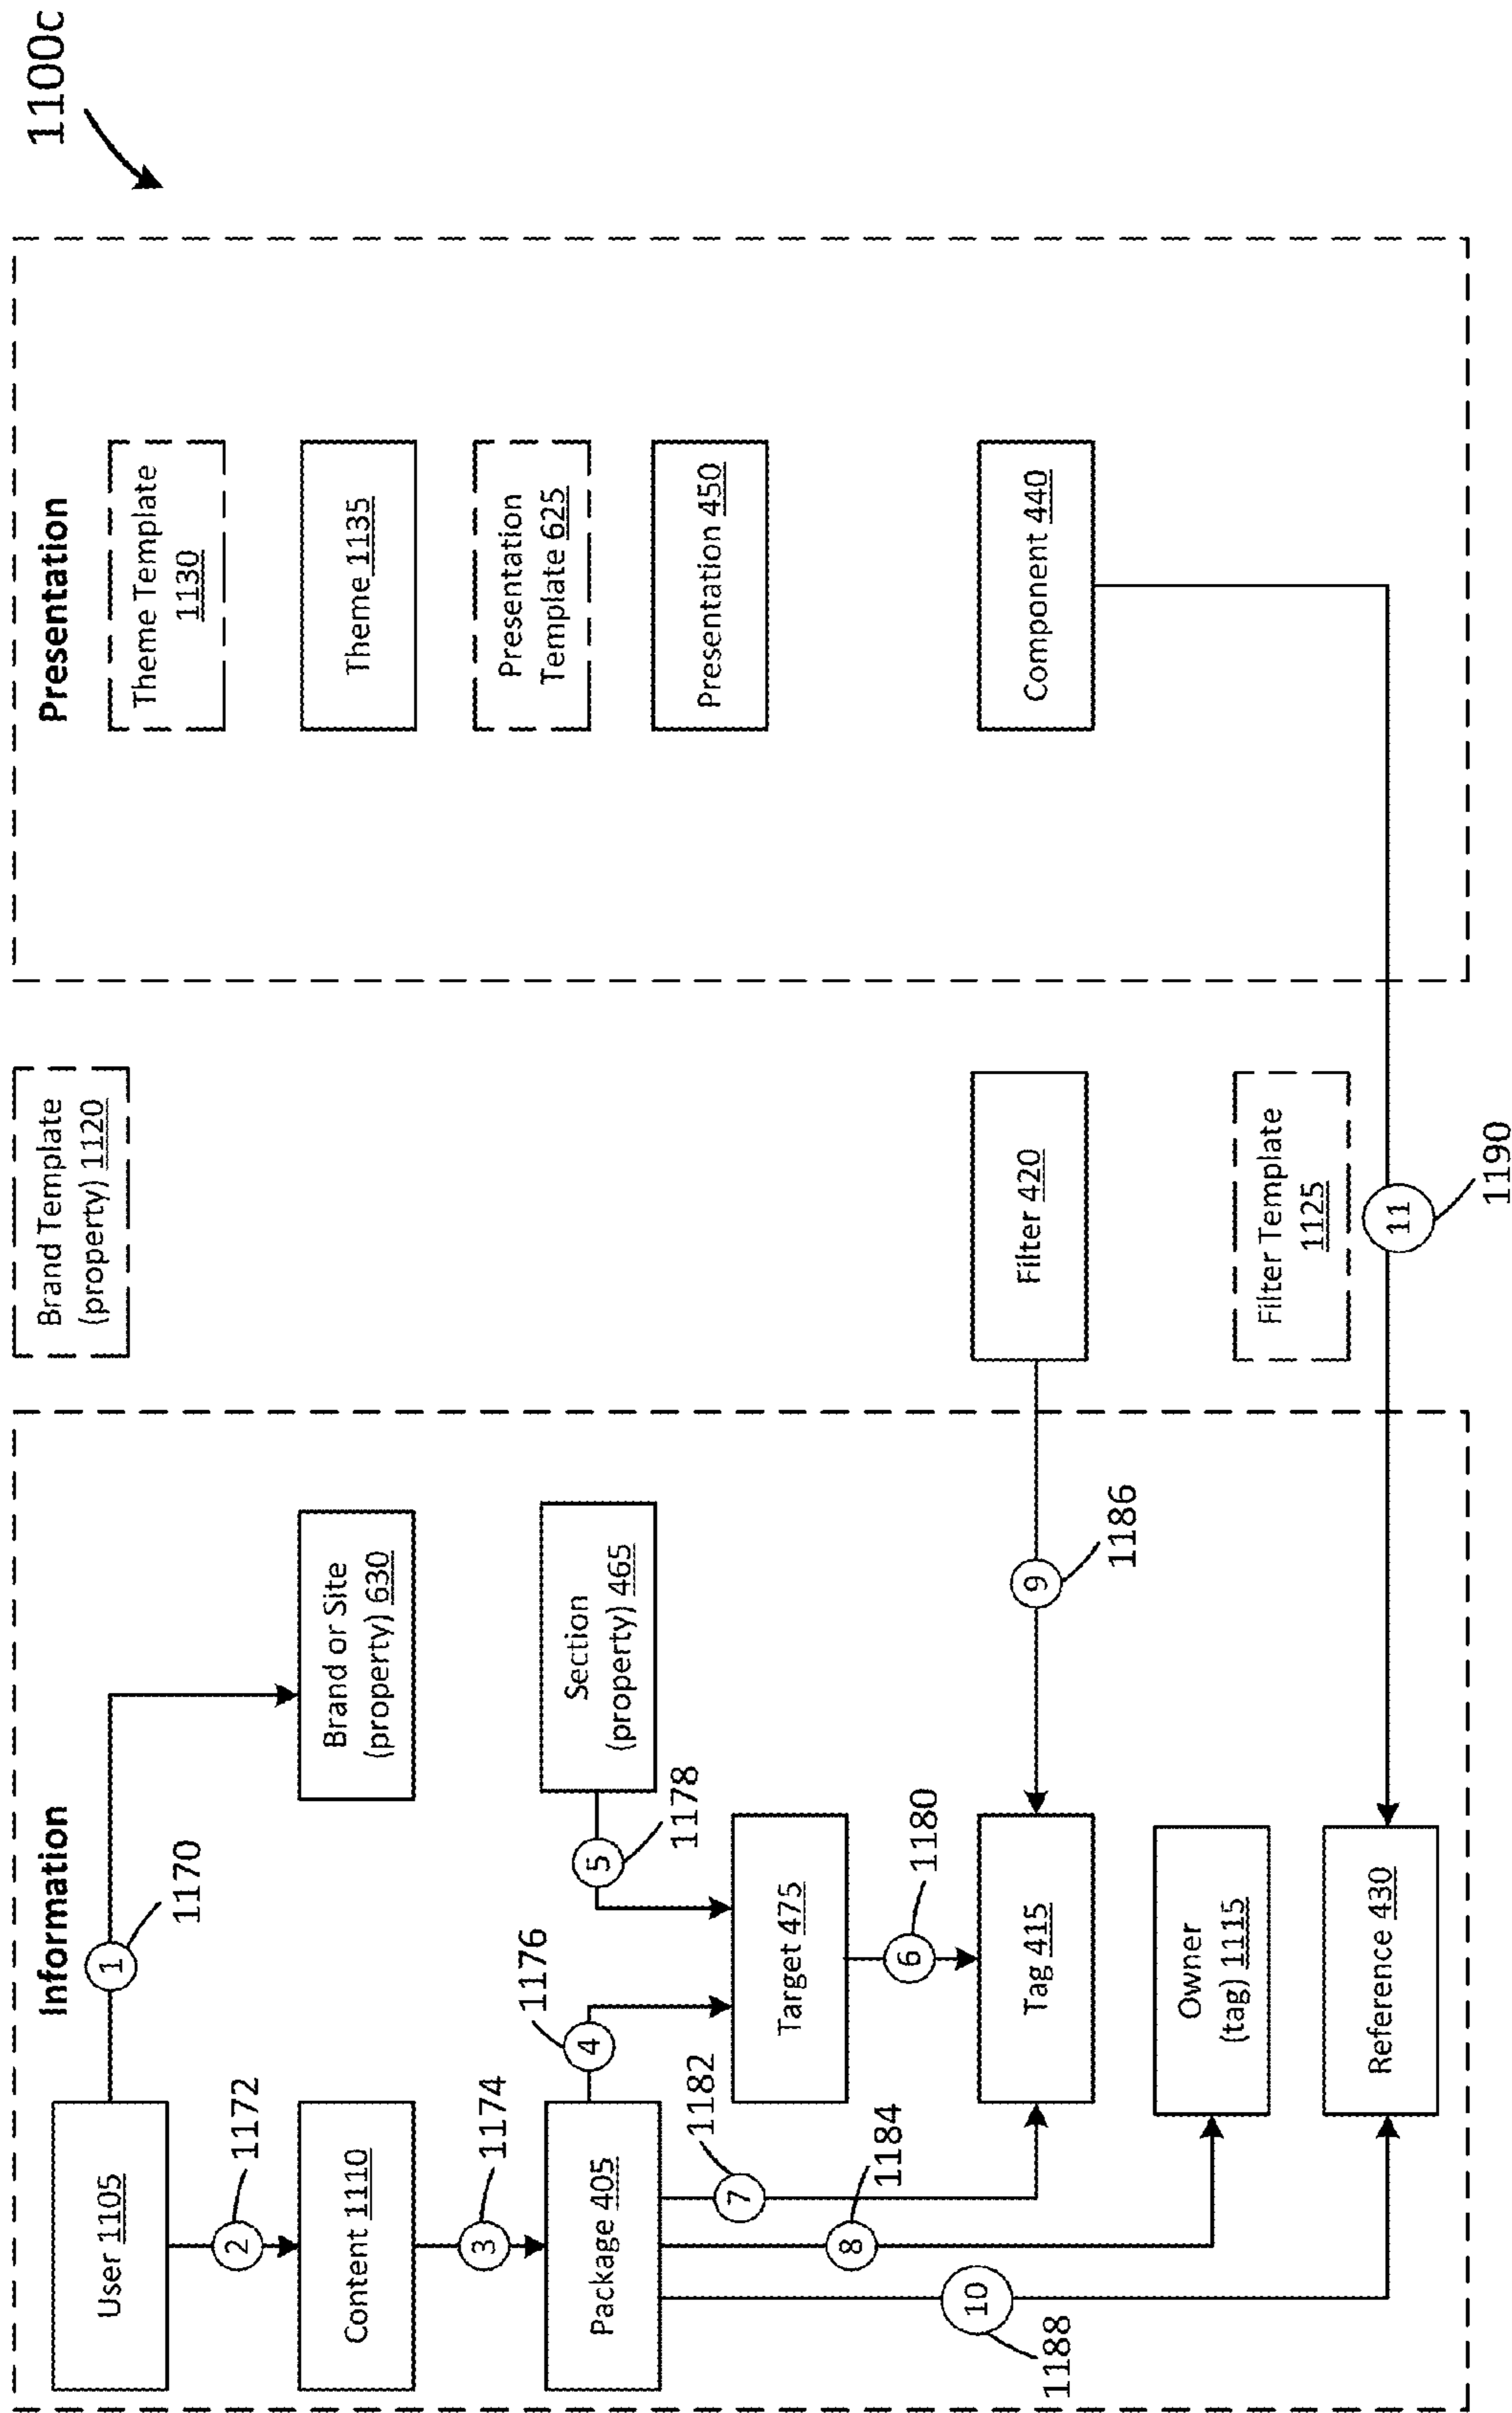 1100c
Information
User 1105
1
1170
2
1172
Content 1110
Brand or Site
(property) 630
3
1174
Package 405
4
1176
Section
(property) 465
5
1178
Target 475
6
1180
7
1182
8
1184
Tag 415
9
1186
Owner
(tag) 1115
10
1188
Reference 430
Brand Template
(property) 1120
Filter 420
Filter Template
1125
11
1190
Presentation
Theme Template
1130
Theme 1135
Presentation
Template 625
Presentation 450
Component 440